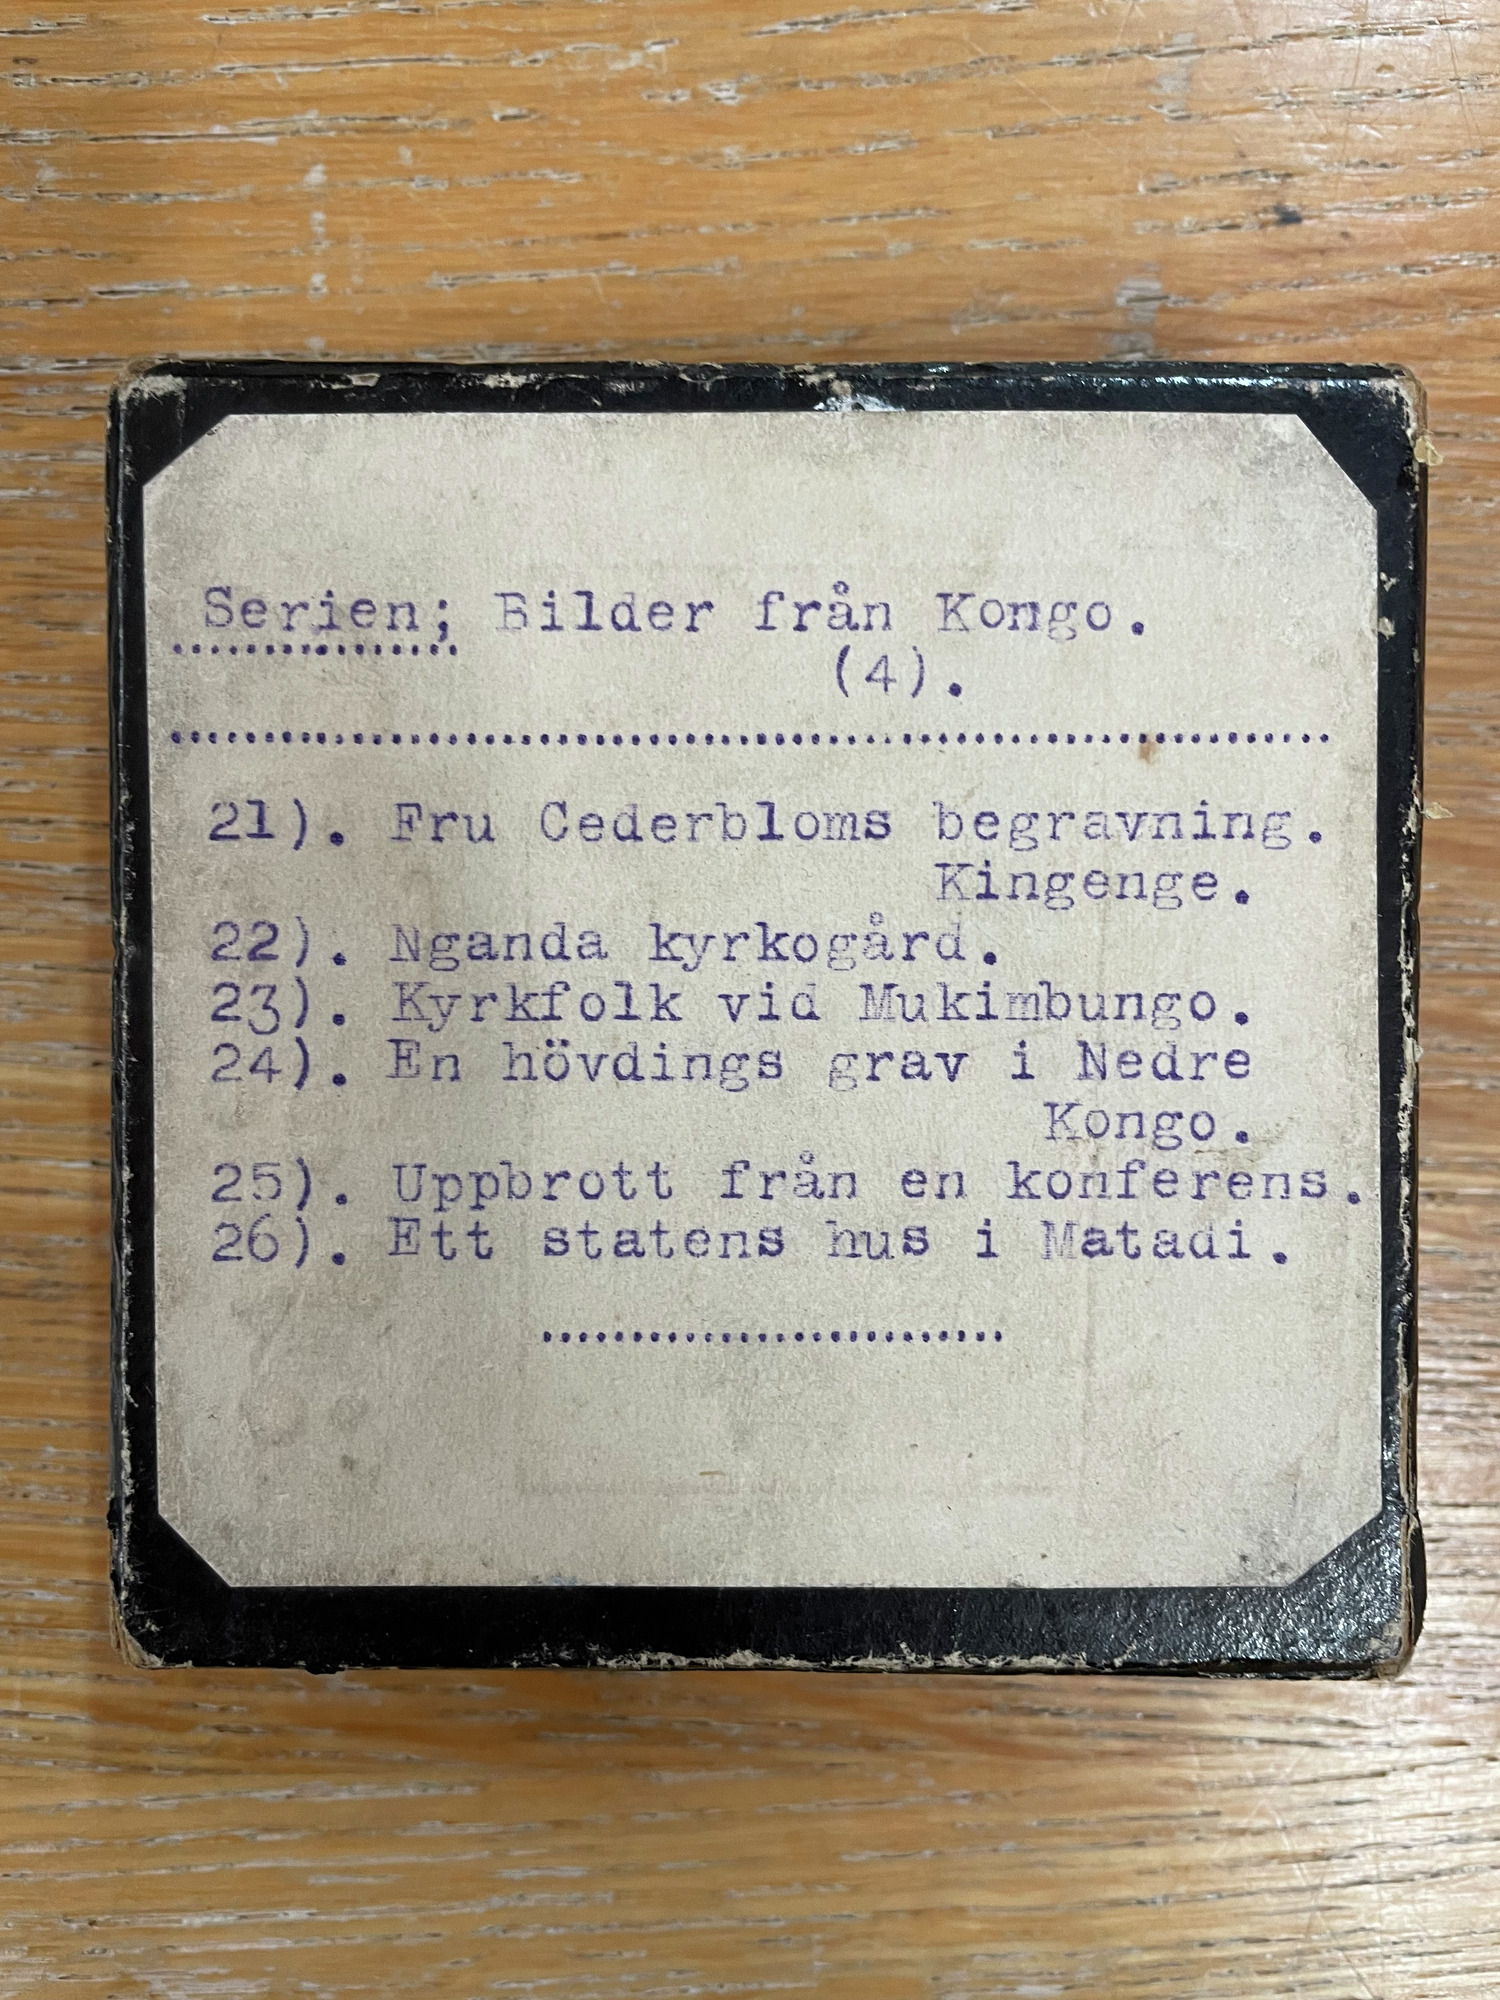 Serien; Bilder från Kongo.
(4).
21). Fru Cederbloms begravning.
Kingenge.
22). Nganda kyrkogård.
23). Kyrkfolk vid Mukimbungo.
24). En hövdings grav i Nedre
Kongo.
25). Uppbrott från en konferens.
26). Ett statens hus i Matadi.